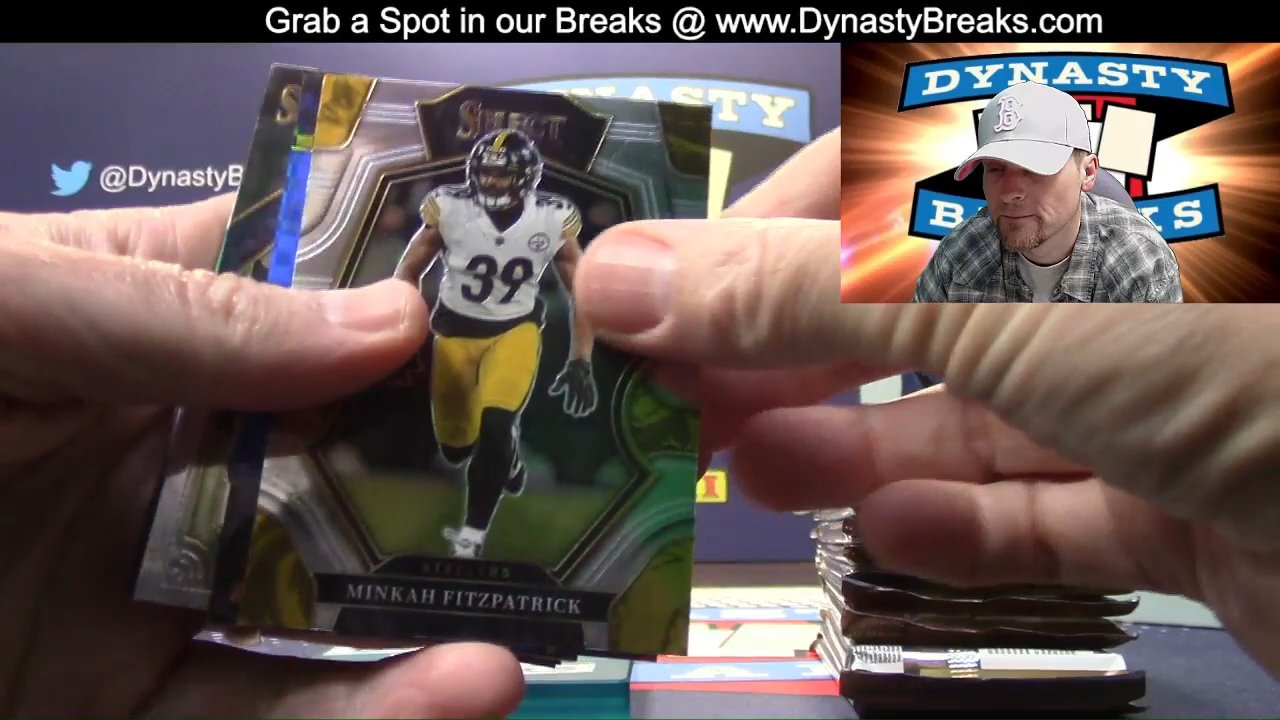 Grab a Spot in our Breaks @ www.DynastyBreaks.com
@DynastyB
SELECT
39
STEELERS
MINKAH FITZPATRICK
DYNASTY
B